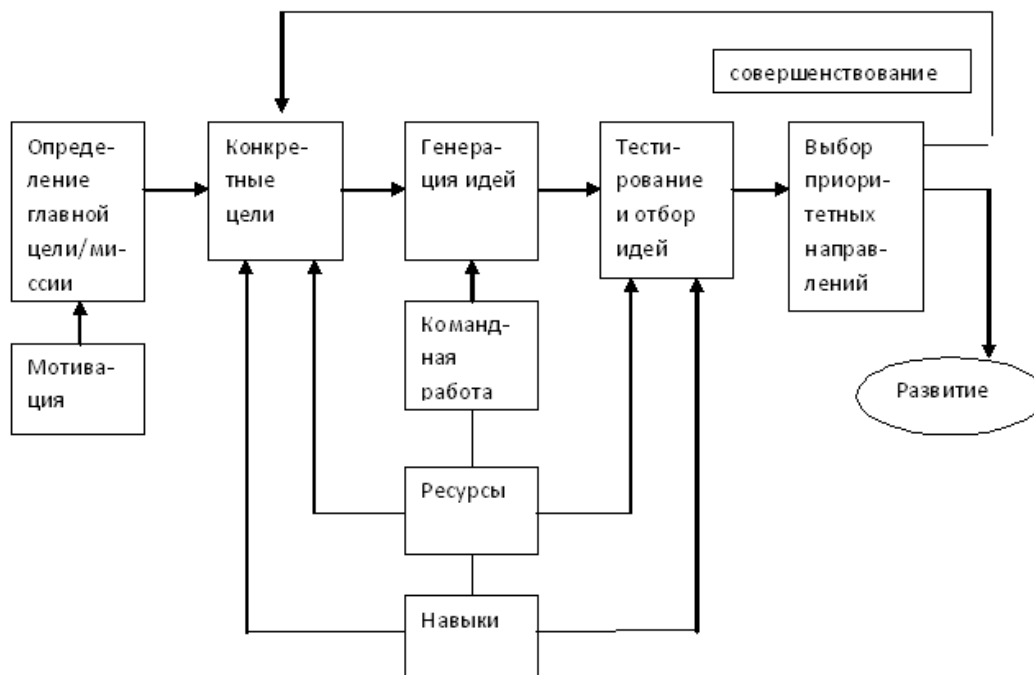 совершенствование
Опреде-
ление
главной
цели/ми-
ссии
Конкре-
тные
цели
Генера-
ция идей
Тести-
рование
и отбор
идей
Выбор
приори-
тетных
направ-
лений
Мотива-
ция
Команд-
ная
работа
Развитие
Ресурсы
Навыки